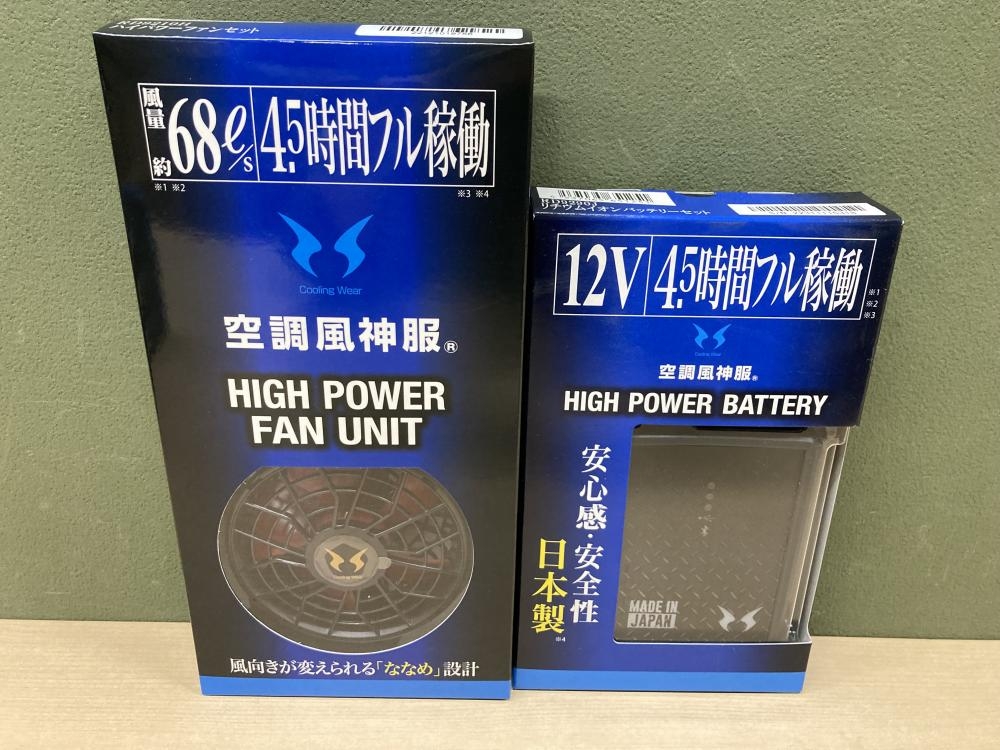 ハイパワーファンセット
風量
約68ℓ/s
4.5時間フル稼働
※1 ※2
※3 ※4
Cooling Wear
空調風神服®
HIGH POWER
FAN UNIT
Cooling Wear
風向きが変えられる「ななめ」設計
リチウムイオンバッテリーセット
12V
4.5時間フル稼働
※1
※2
※3
Cooling Wear
空調風神服®
HIGH POWER BATTERY
安心感・安全性
日本製
※4
MADE IN
JAPAN